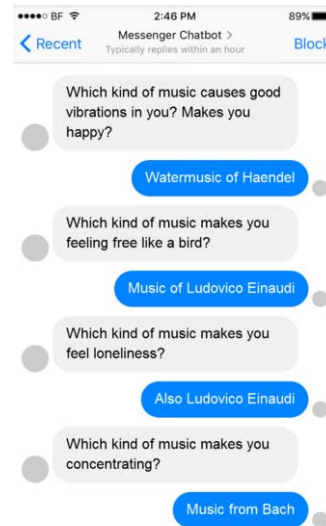 BF 2:46 PM 89%
Recent Messenger Chatbot > Block
Typically replies within an hour
Which kind of music causes good
vibrations in you? Makes you
happy?
Watermusic of Haendel
Which kind of music makes you
feeling free like a bird?
Music of Ludovico Einaudi
Which kind of music makes you
feel loneliness?
Also Ludovico Einaudi
Which kind of music makes you
concentrating?
Music from Bach